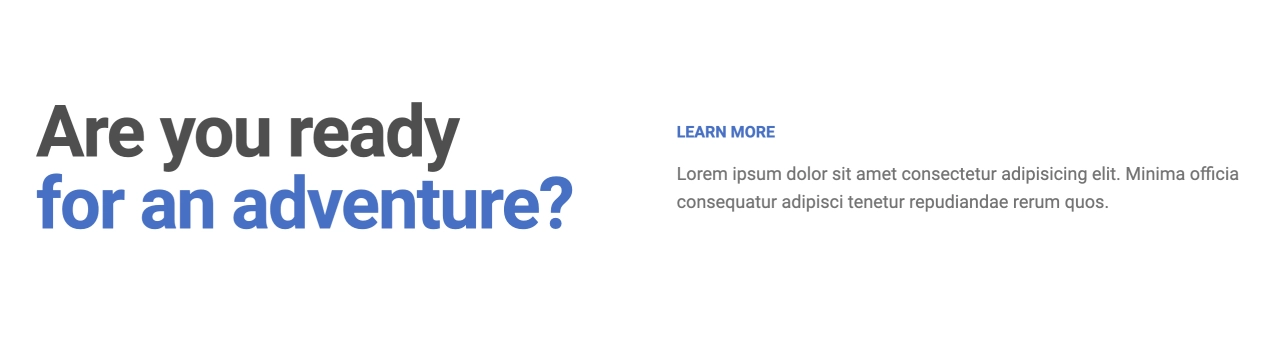 Are you ready
for an adventure?
LEARN MORE
Lorem ipsum dolor sit amet consectetur adipisicing elit. Minima officia
consequatur adipisci tenetur repudiandae rerum quos.